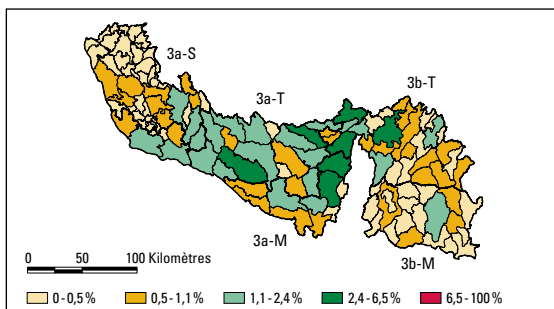 3a-S
3a-T
3b-T
3a-M
3b-M
0 50 100 Kilomètres
0-0,5% 0,5-1,1% 1,1-2,4% 2,4-6,5% 6,5-100%